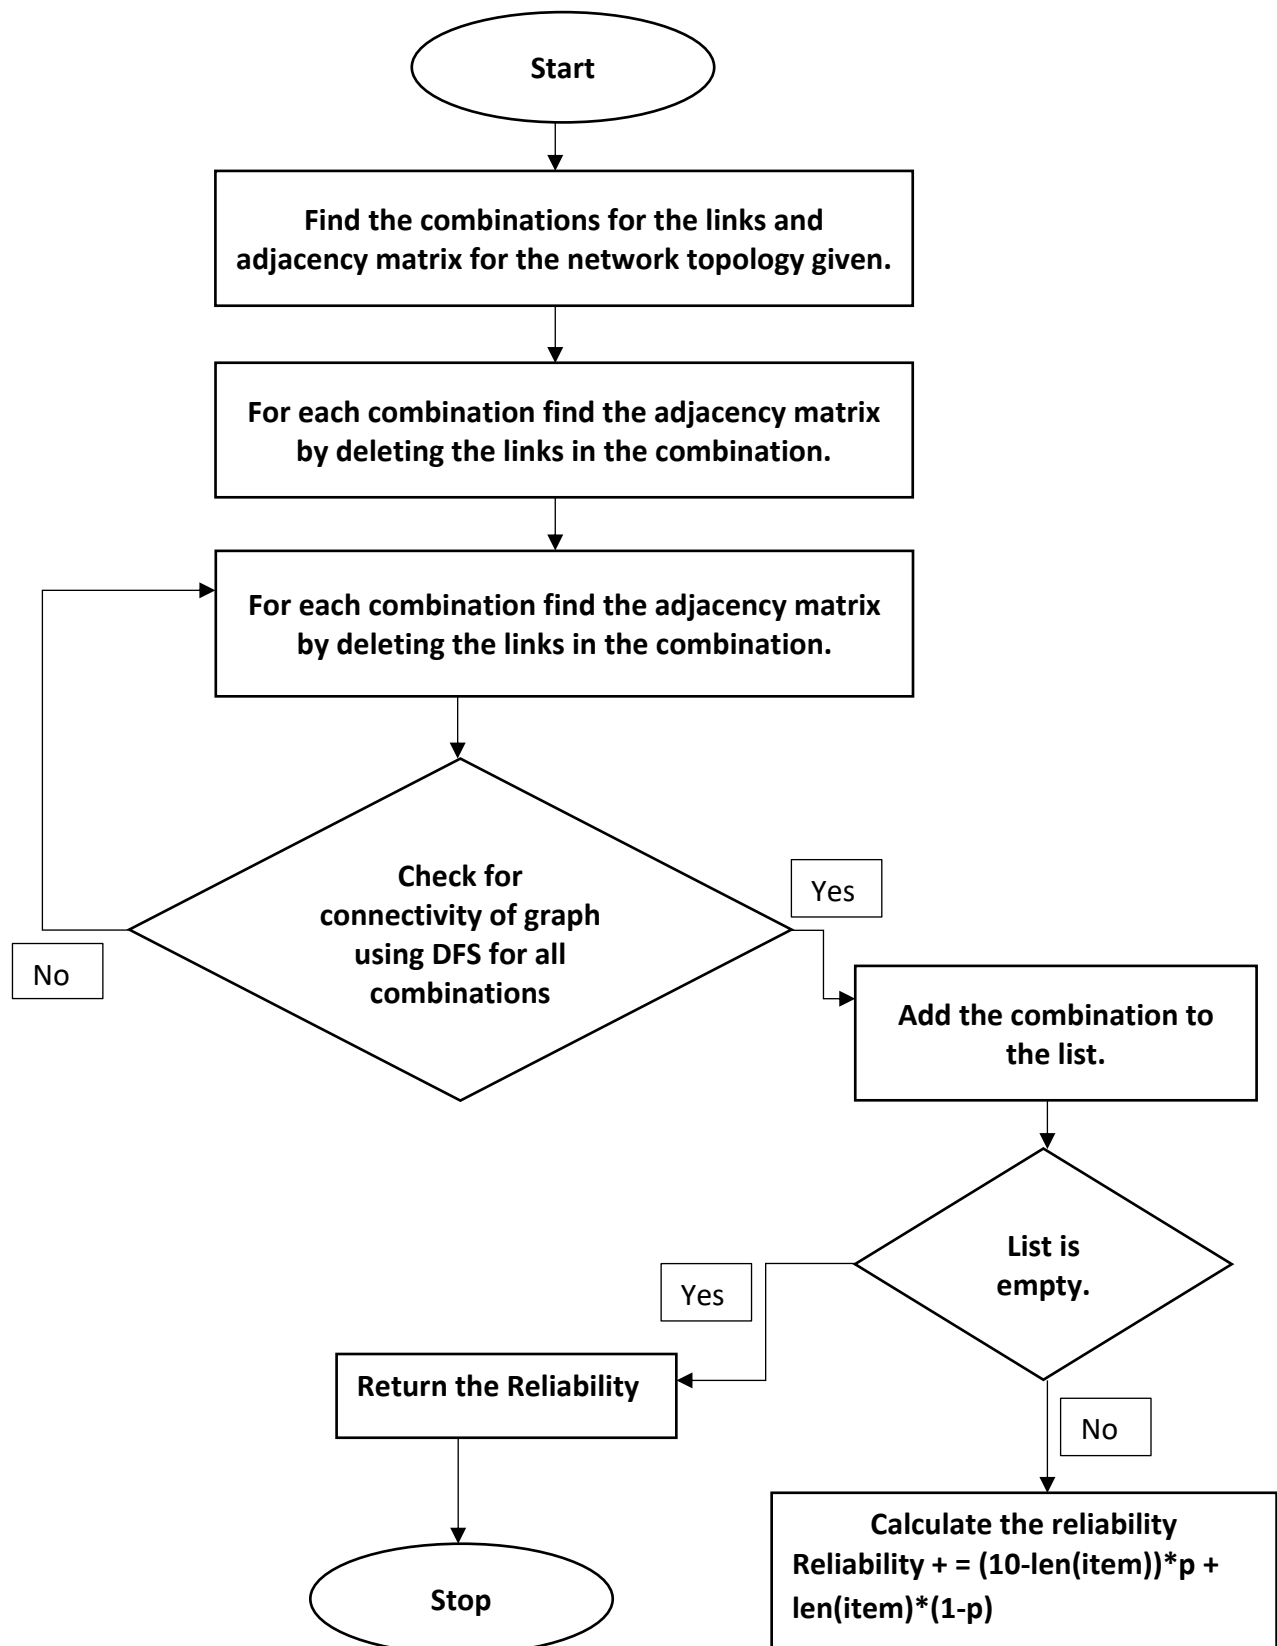 Start
Find the combinations for the links and
adjacency matrix for the network topology given.
For each combination find the adjacency matrix
by deleting the links in the combination.
For each combination find the adjacency matrix
by deleting the links in the combination.
Check for
connectivity of graph
using DFS for all
combinations
Yes
No
Add the combination to
the list.
List is
empty.
Yes
Return the Reliability
No
Calculate the reliability
Reliability + = (10-len(item))*p +
len(item)*(1-p)
Stop